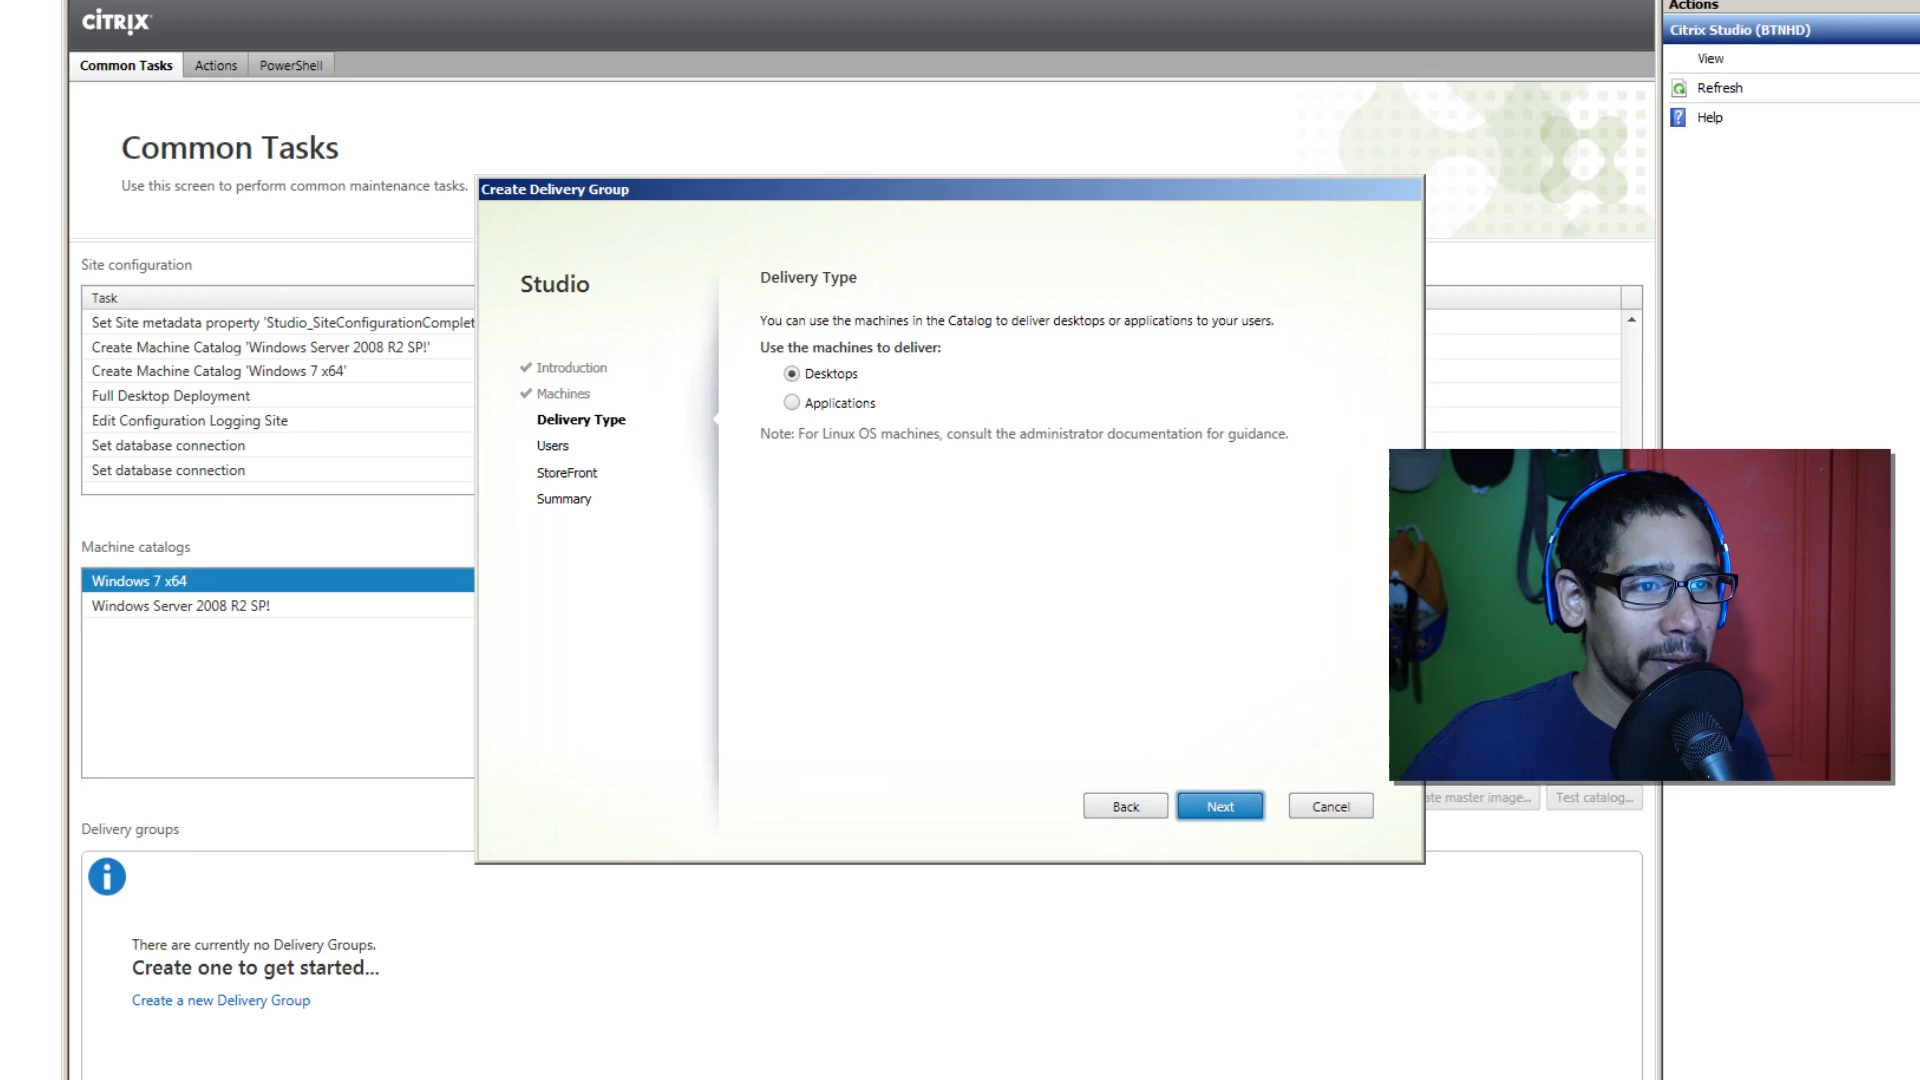 CITRIX
Common Tasks
Actions
PowerShell
Common Tasks
Use this screen to perform common maintenance tasks.
Site configuration
Task
Set Site metadata property 'Studio_SiteConfigurationComplet
Create Machine Catalog 'Windows Server 2008 R2 SP!'
Create Machine Catalog 'Windows 7 x64'
Full Desktop Deployment
Edit Configuration Logging Site
Set database connection
Set database connection
Machine catalogs
Windows 7 x64
Windows Server 2008 R2 SP!
Delivery groups
There are currently no Delivery Groups.
Create one to get started...
Create a new Delivery Group
Create Delivery Group
Studio
Introduction
Machines
Delivery Type
Users
StoreFront
Summary
Delivery Type
You can use the machines in the Catalog to deliver desktops or applications to your users.
Use the machines to deliver:
Desktops
Applications
Note: For Linux OS machines, consult the administrator documentation for guidance.
Back
Next
Cancel
ate master image...
Test catalog...
Actions
Citrix Studio (BTNHD)
View
Refresh
Help